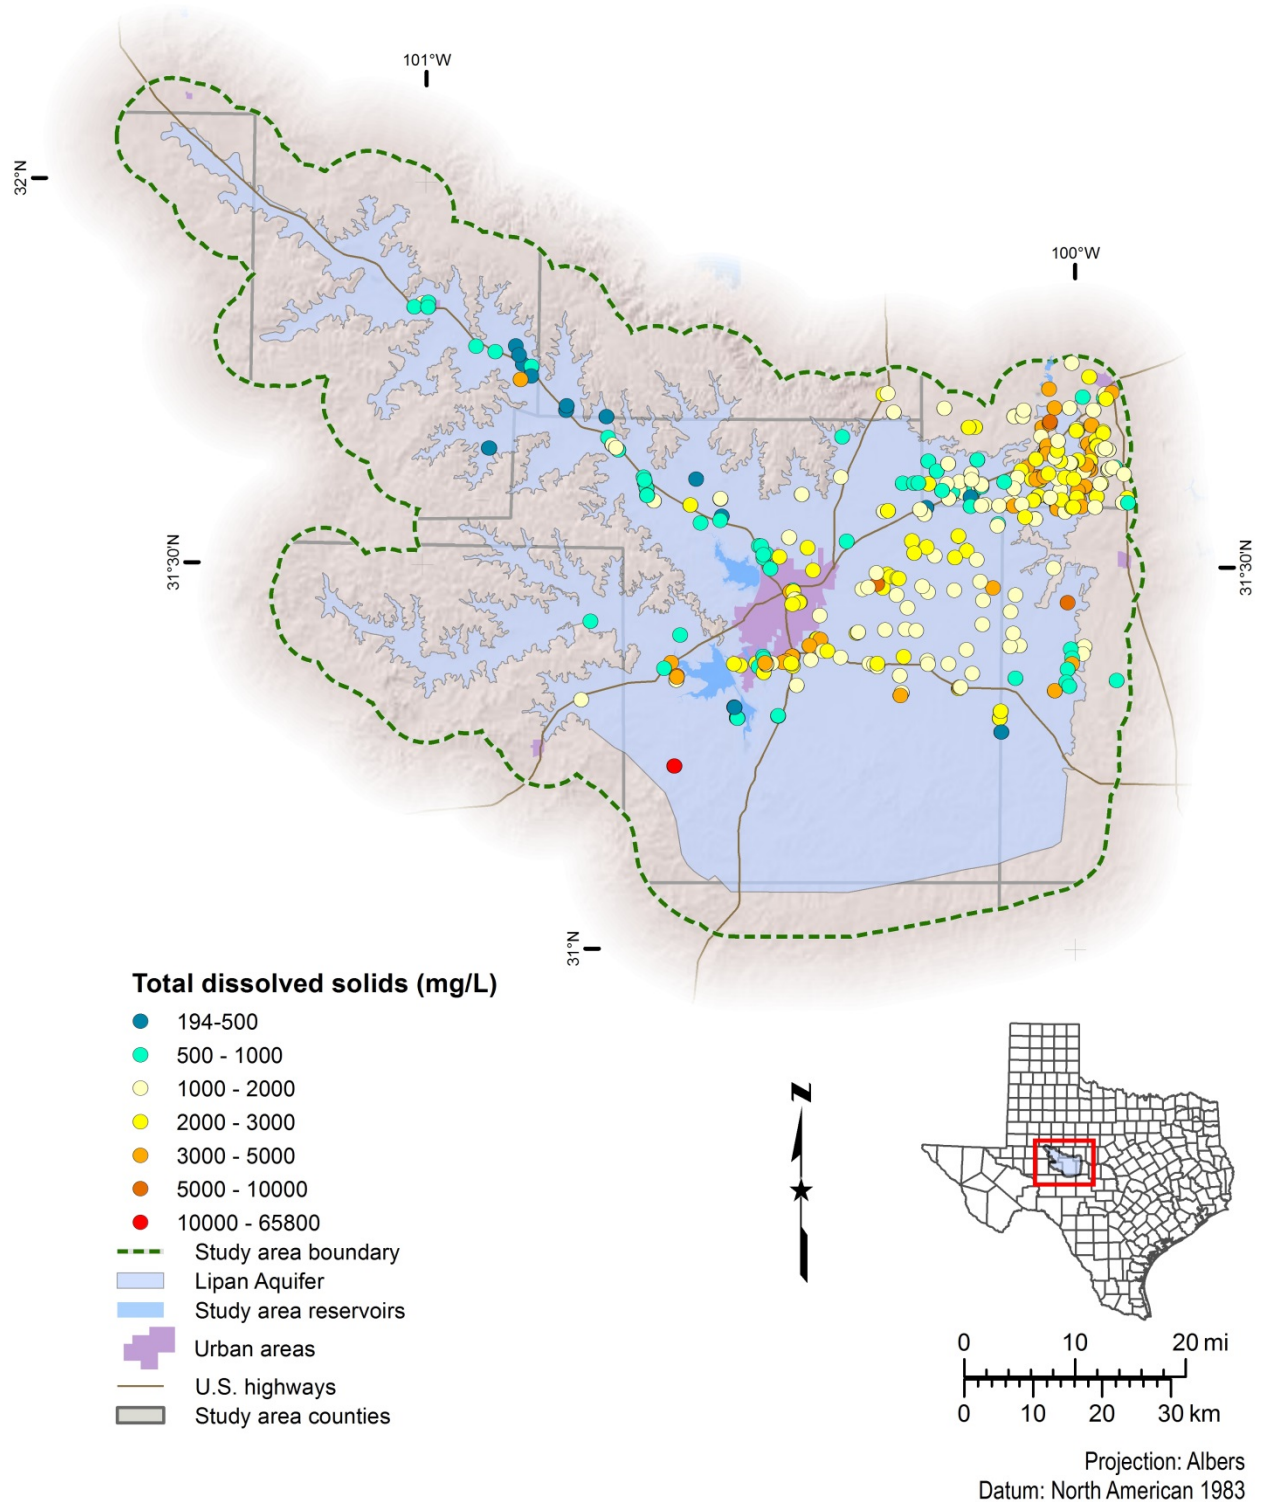 101°W
32°N
100°W
31°30'N
31°30'N
31°N
Total dissolved solids (mg/L)
194-500
500 - 1000
1000 - 2000
2000 - 3000
3000 - 5000
5000 - 10000
10000 - 65800
Study area boundary
Lipan Aquifer
Study area reservoirs
Urban areas
U.S. highways
Study area counties
N
0 10 20 mi
0 10 20 30 km
Projection: Albers
Datum: North American 1983